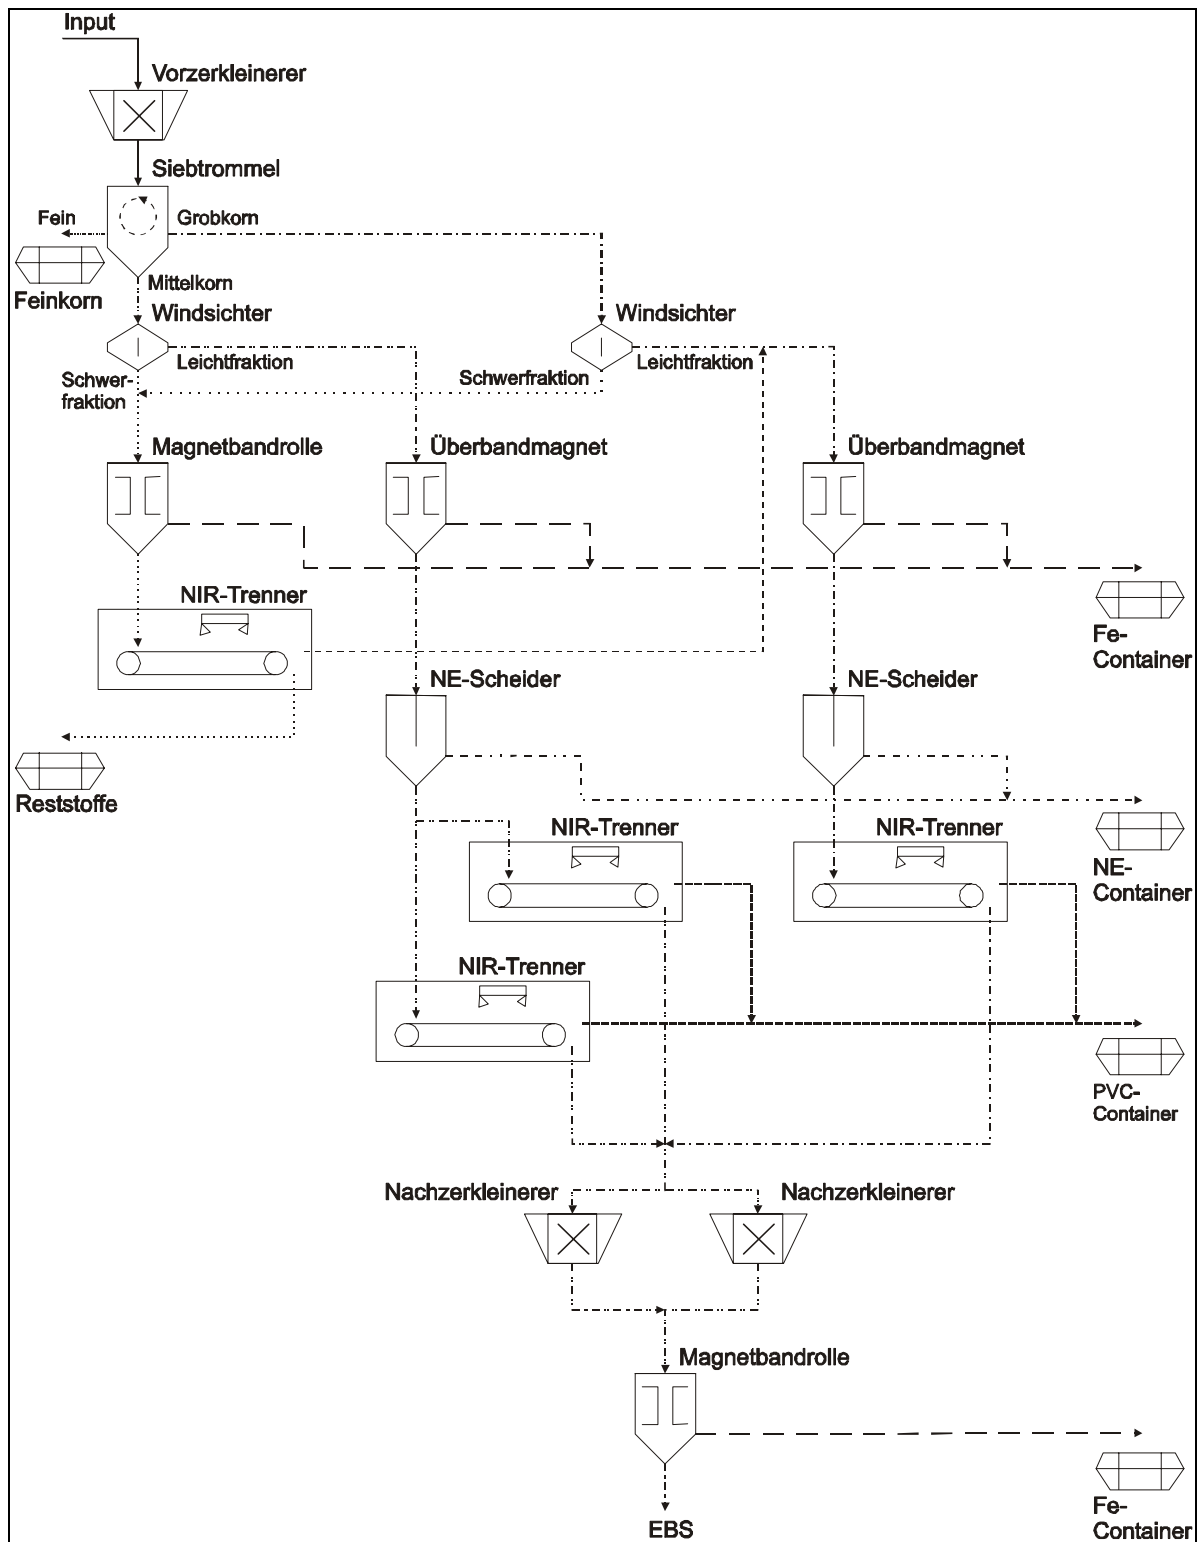 Input
Vorzerkleinerer
Siebtrommel
Fein
Grobkorn
Feinkorn
Mittelkorn
Windsichter
Windsichter
Leichtfraktion
Leichtfraktion
Schwer-
fraktion
Schwerfraktion
Magnetbandrolle
Überbandmagnet
Überbandmagnet
NIR-Trenner
Fe-
Container
NE-Scheider
NE-Scheider
Reststoffe
NIR-Trenner
NIR-Trenner
NE-
Container
NIR-Trenner
PVC-
Container
Nachzerkleinerer
Nachzerkleinerer
Magnetbandrolle
EBS
Fe-
Container